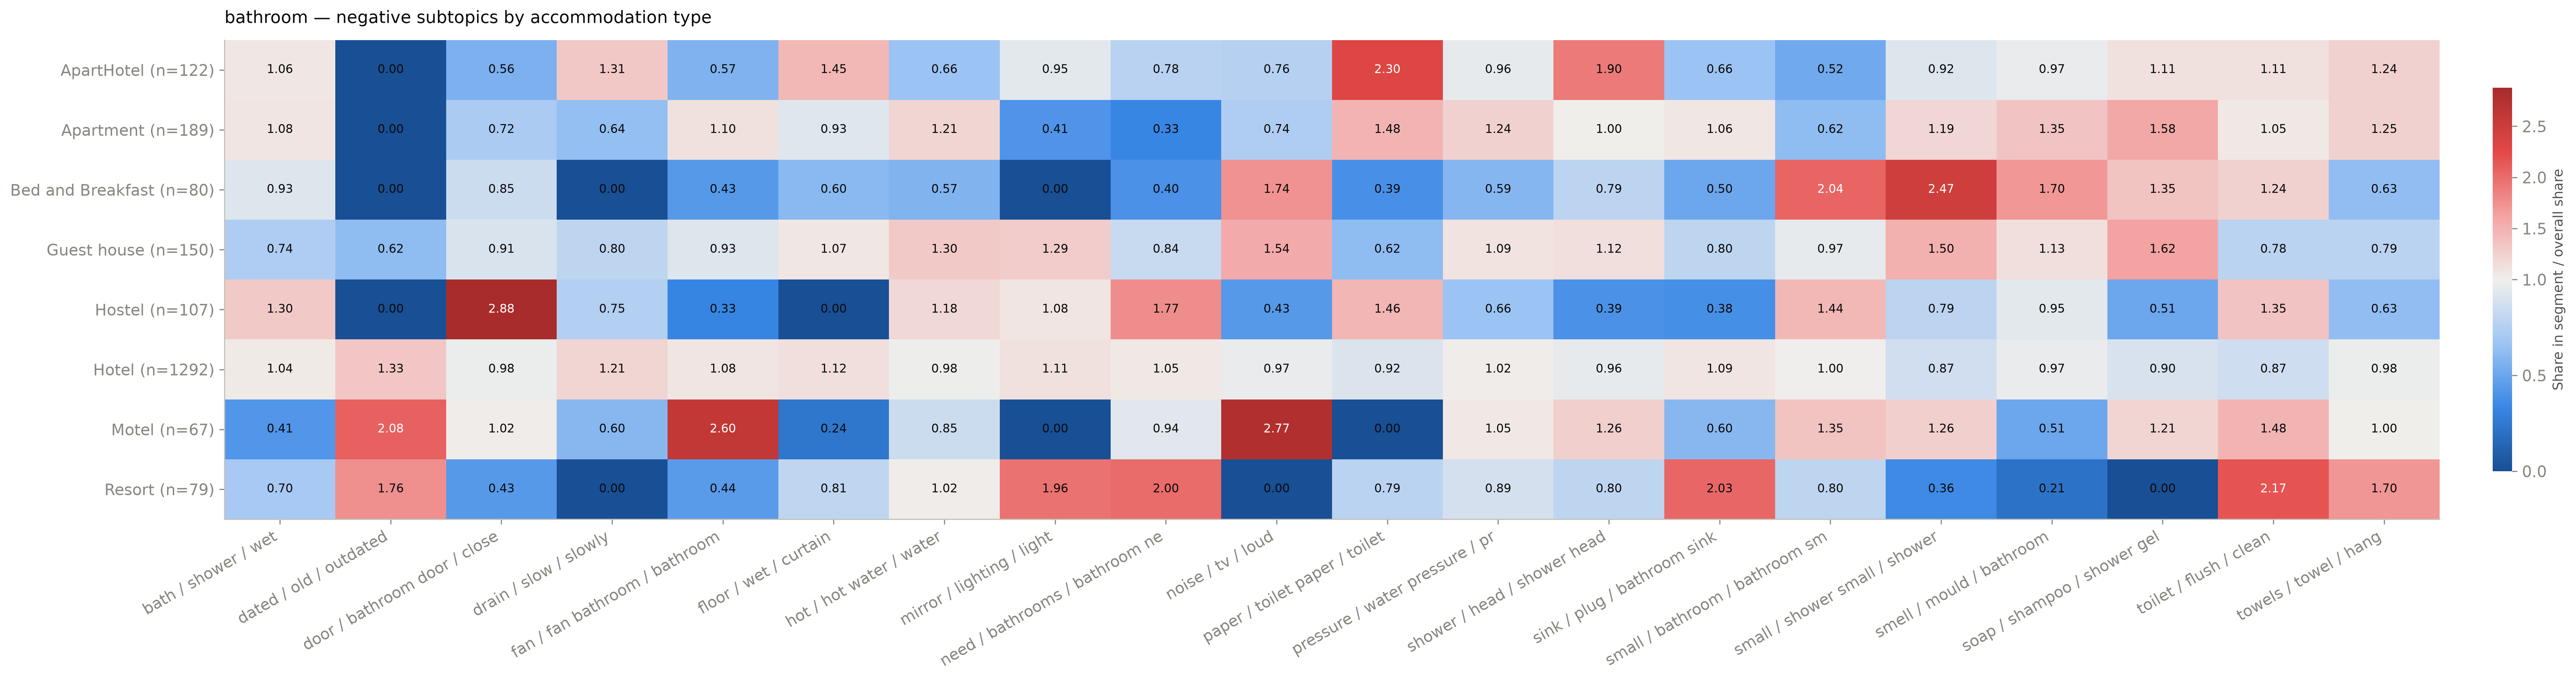 bathroom — negative subtopics by accommodation type
ApartHotel (n=122) 1.06 0.00 0.56 1.31 0.57 1.45 0.66 0.95 0.78 0.76 2.30 0.96 1.90 0.66 0.52 0.92 0.97 1.11 1.11 1.24
Apartment (n=189) 1.08 0.00 0.72 0.64 1.10 0.93 1.21 0.41 0.33 0.74 1.48 1.24 1.00 1.06 0.62 1.19 1.35 1.58 1.05 1.25
Bed and Breakfast (n=80) 0.93 0.00 0.85 0.00 0.43 0.60 0.57 0.00 0.40 1.74 0.39 0.59 0.79 0.50 2.04 2.47 1.70 1.35 1.24 0.63
Guest house (n=150) 0.74 0.62 0.91 0.80 0.93 1.07 1.30 1.29 0.84 1.54 0.62 1.09 1.12 0.80 0.97 1.50 1.13 1.62 0.78 0.79
Hostel (n=107) 1.30 0.00 2.88 0.75 0.33 0.00 1.18 1.08 1.77 0.43 1.46 0.66 0.39 0.38 1.44 0.79 0.95 0.51 1.35 0.63
Hotel (n=1292) 1.04 1.33 0.98 1.21 1.08 1.12 0.98 1.11 1.05 0.97 0.92 1.02 0.96 1.09 1.00 0.87 0.97 0.90 0.87 0.98
Motel (n=67) 0.41 2.08 1.02 0.60 2.60 0.24 0.85 0.00 0.94 2.77 0.00 1.05 1.26 0.60 1.35 1.26 0.51 1.21 1.48 1.00
Resort (n=79) 0.70 1.76 0.43 0.00 0.44 0.81 1.02 1.96 2.00 0.00 0.79 0.89 0.80 2.03 0.80 0.36 0.21 0.00 2.17 1.70
bath / shower / wet
dated / old / outdated
door / bathroom door / close
drain / slow / slowly
fan / fan bathroom / bathroom
floor / wet / curtain
hot / hot water / water
mirror / lighting / light
need / bathrooms / bathroom ne
noise / tv / loud
paper / toilet paper / toilet
pressure / water pressure / pr
shower / head / shower head
sink / plug / bathroom sink
small / bathroom / bathroom sm
small / shower small / shower
smell / mould / bathroom
soap / shampoo / shower gel
toilet / flush / clean
towels / towel / hang
2.5
2.0
1.5
1.0
0.5
0.0
Share in segment / overall share